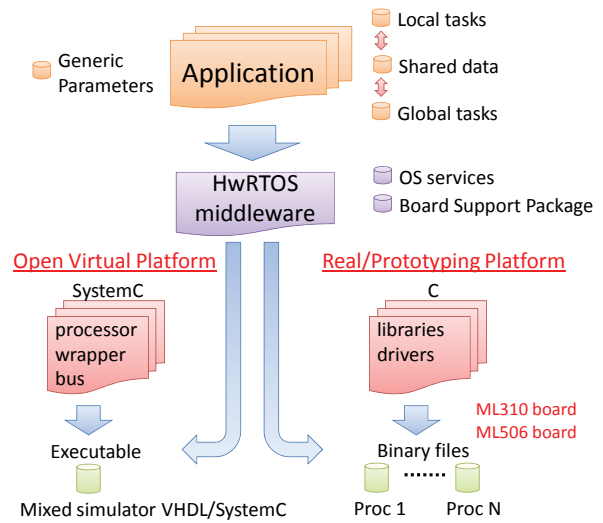 Local tasks
Generic
Parameters
Application
Shared data
Global tasks
HwRTOS
middleware
OS services
Board Support Package
Open Virtual Platform
Real/Prototyping Platform
SystemC
C
processor
wrapper
bus
libraries
drivers
ML310 board
ML506 board
Executable
Binary files
Mixed simulator VHDL/SystemC
Proc 1
Proc N